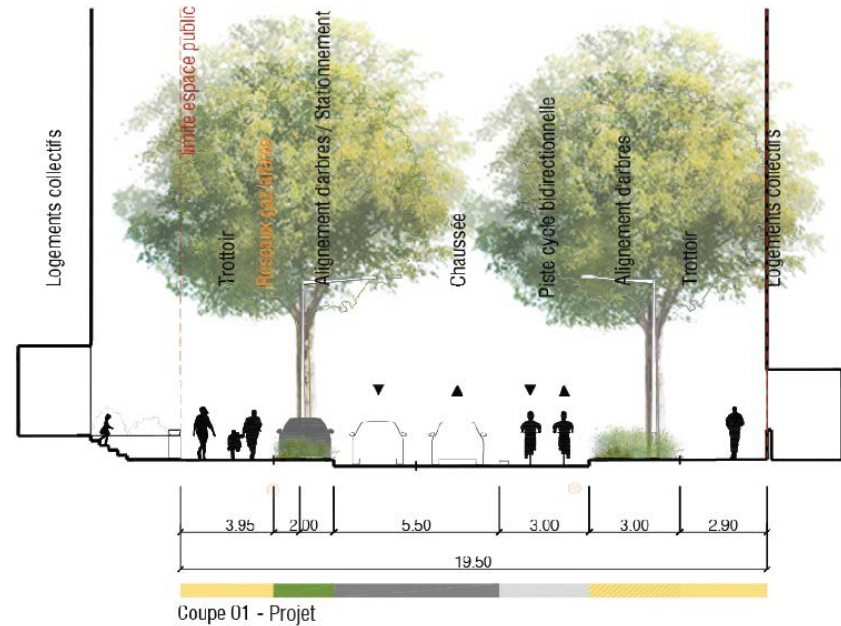 Logements collectifs
limite espace public
Trottoir
Réseaux gaz/arbres
Alignement d'arbres / Stationnement
Chaussée
Piste cycle bidirectionnelle
Alignement d'arbres
Trottoir
Logements collectifs
3.95 2.00 5.50 3.00 3.00 2.90
19.50
Coupe 01 - Projet